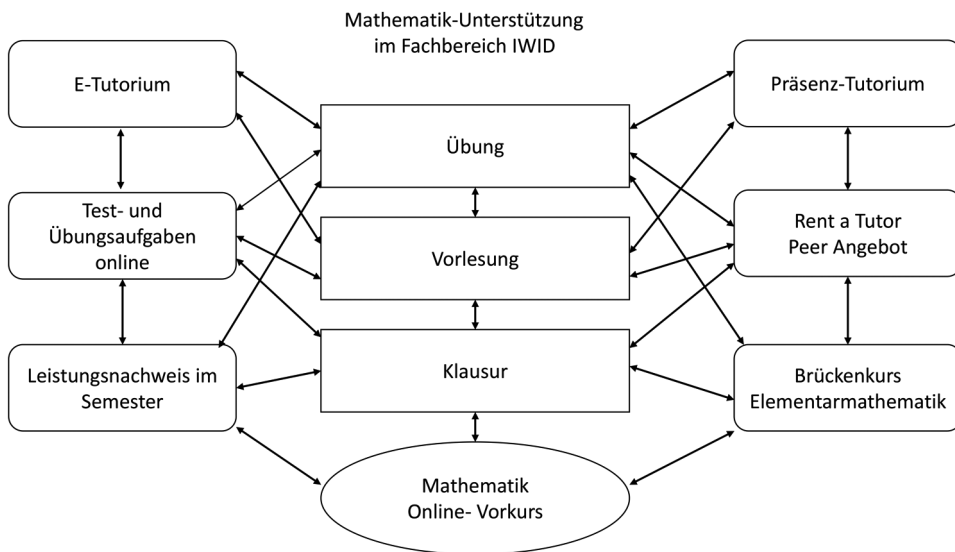 Mathematik-Unterstützung
im Fachbereich IWID
E-Tutorium
Präsenz-Tutorium
Übung
Test- und
Übungsaufgaben
online
Vorlesung
Rent a Tutor
Peer Angebot
Leistungsnachweis im
Semester
Klausur
Brückenkurs
Elementarmathematik
Mathematik
Online- Vorkurs